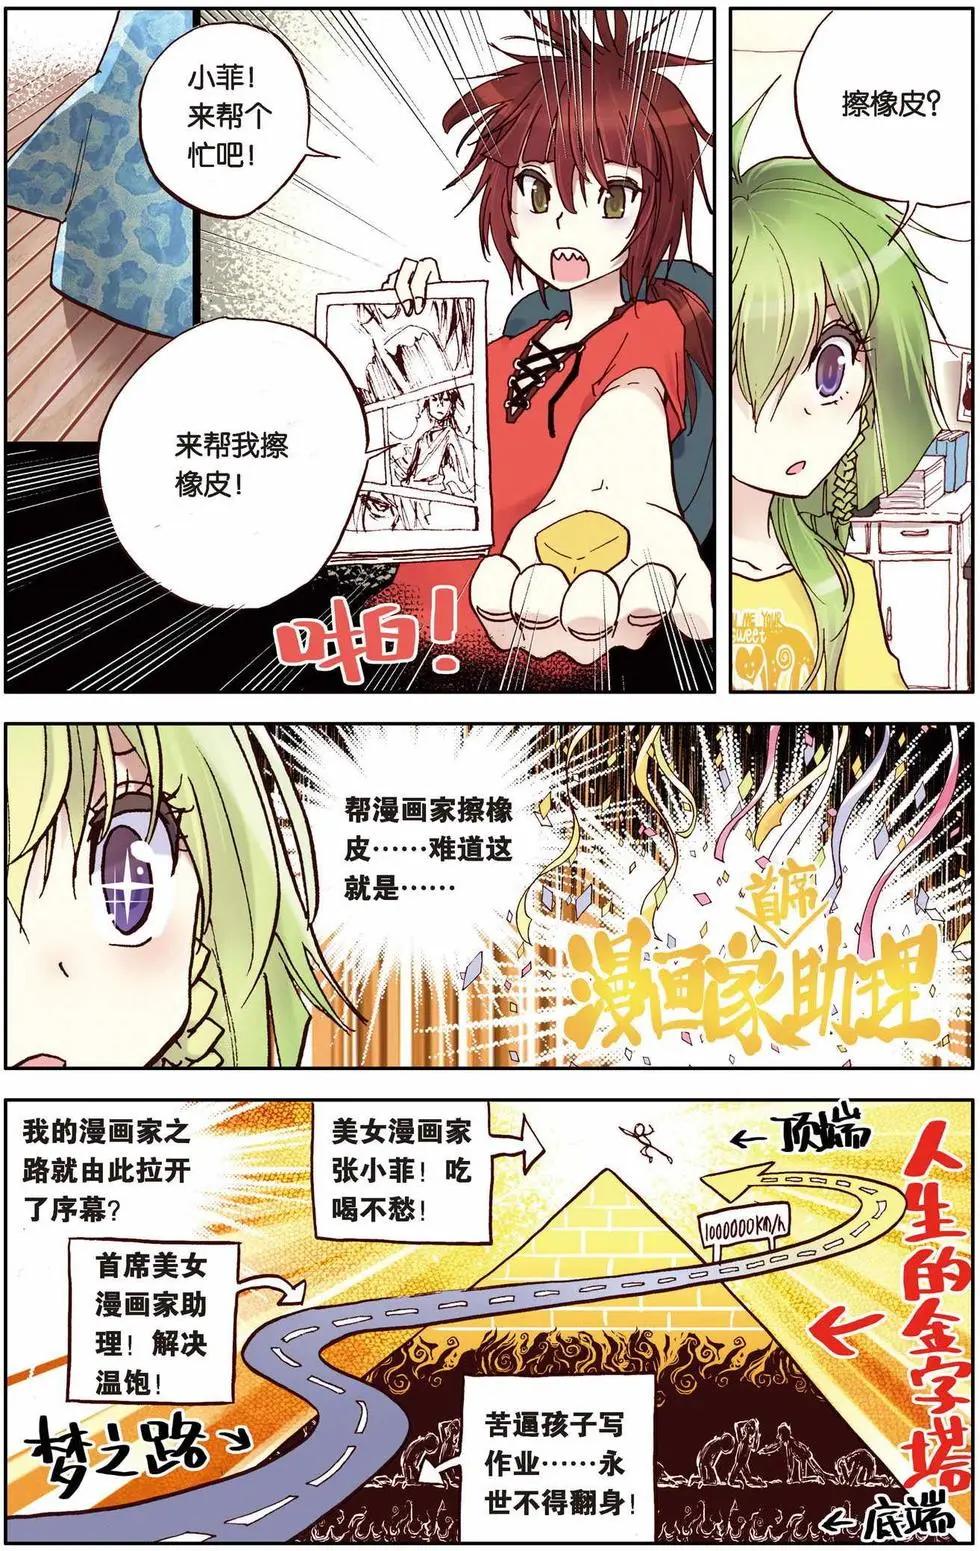 小菲！
来帮个
忙吧！
来帮我擦
橡皮！
啪！
擦橡皮？
ME YOUR
sweet
帮漫画家擦橡
皮……难道这
就是……
首席
漫画家助理
我的漫画家之
路就由此拉开
了序幕？
美女漫画家
张小菲！吃
喝不愁！
←顶端
1000000KM/h
人生的金字塔
首席美女
漫画家助
理！解决
温饱！
梦之路
苦逼孩子写
作业……永
世不得翻身！
←底端